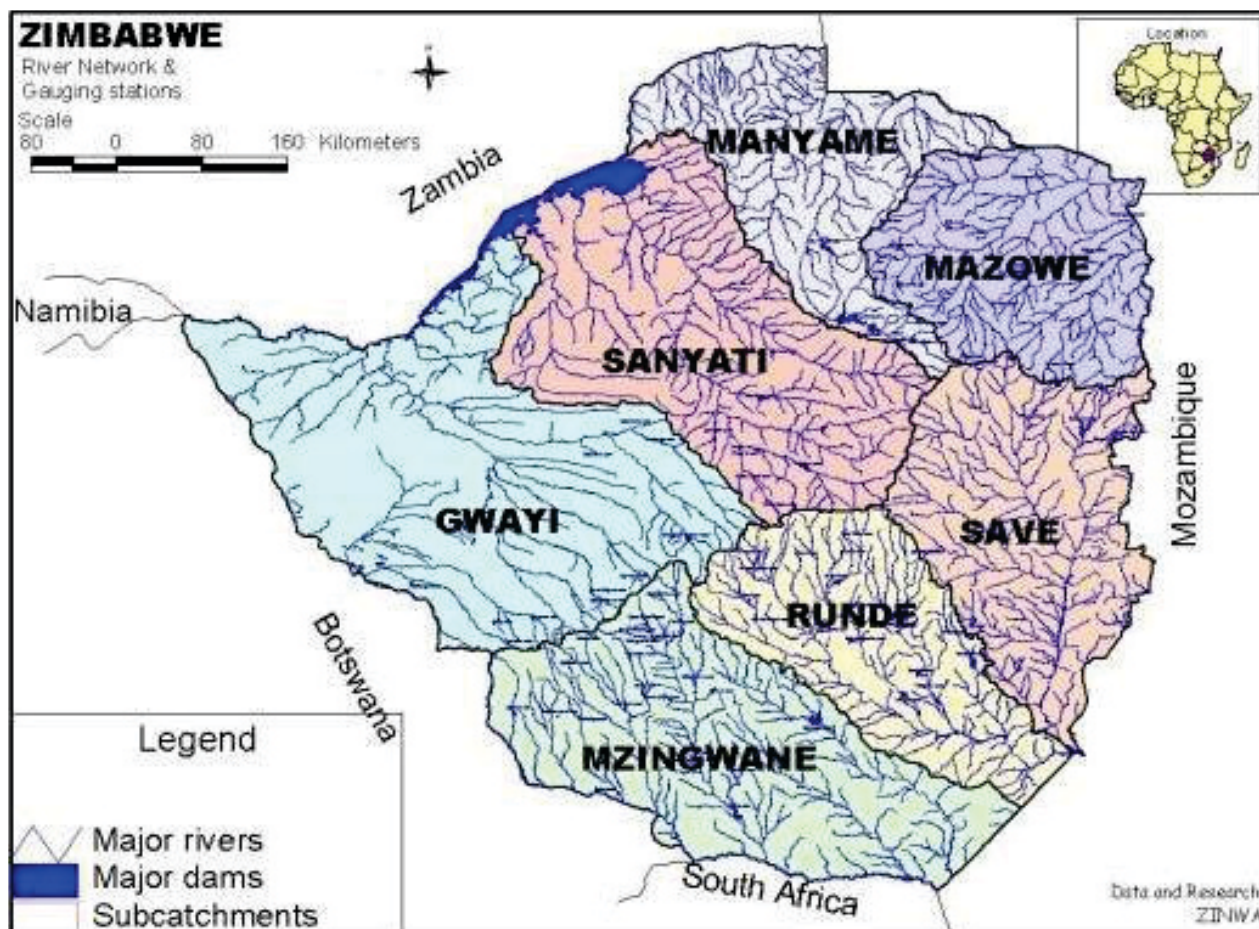 ZIMBABWE
River Network &
Gauging stations
Scale
80 0 80 160 Kilometers
Location
Zambia
Namibia
Botswana
South Africa
Mozambique
MANYAME
MAZOWE
SANYATI
GWAYI
SAVE
RUNDE
MZINGWANE
Legend
Major rivers
Major dams
Subcatchments
Data and Research
ZINWA